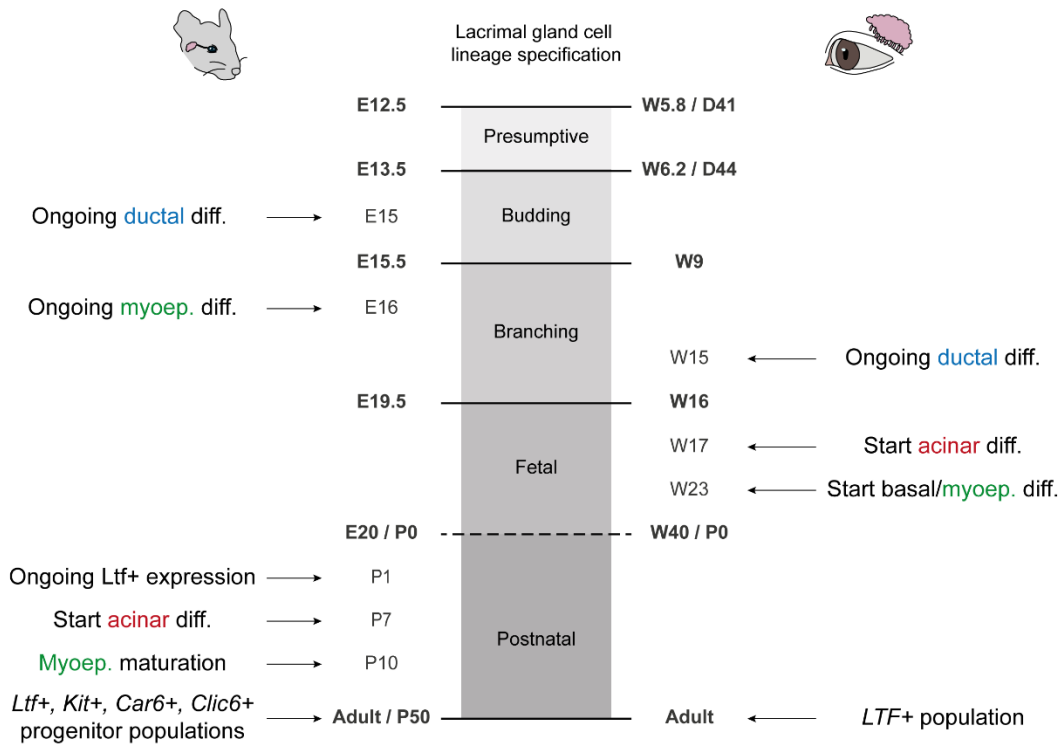 Lacrimal gland cell
lineage specification
E12.5
W5.8 / D41
Presumptive
E13.5
W6.2 / D44
Ongoing ductal diff.
E15
Budding
E15.5
W9
Ongoing myoep. diff.
E16
Branching
W15
Ongoing ductal diff.
E19.5
W16
W17
Start acinar diff.
Fetal
W23
Start basal/myoep. diff.
E20 / P0
W40 / P0
Ongoing Ltf+ expression
P1
Start acinar diff.
P7
Postnatal
Myoep. maturation
P10
Ltf+, Kit+, Car6+, Clic6+
progenitor populations
Adult / P50
Adult
LTF+ population